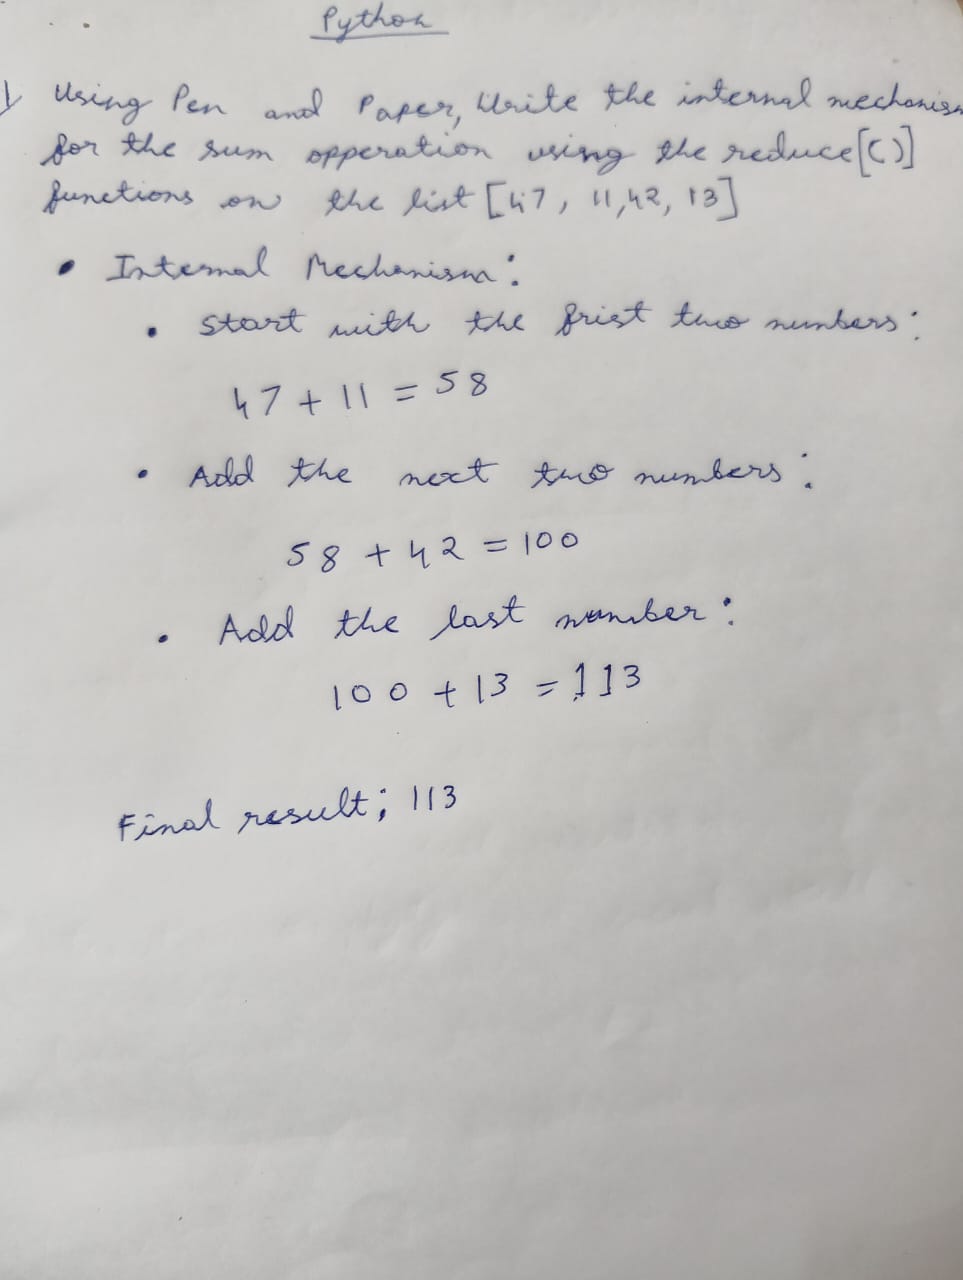 Python
1 Using Pen and Paper, Write the internal mechanism
for the sum opperation using the reduce[()]
functions on the list [47, 11,42, 13]
• Internal Mechanism:
• Start with the frist two numbers:
47 + 11 = 58
• Add the next two numbers:
58 + 42 = 100
• Add the last number:
100 + 13 = 113
Final result; 113